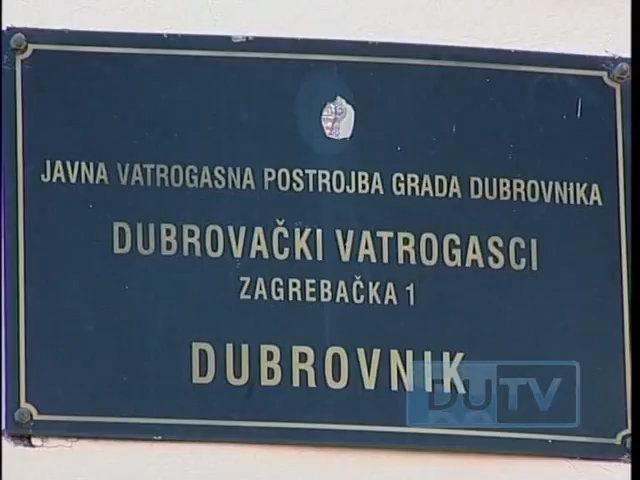 JAVNA VATROGASNA POSTROJBA GRADA DUBROVNIKA
DUBROVAČKI VATROGASCI
ZAGREBAČKA 1
DUBROVNIK
DUTV